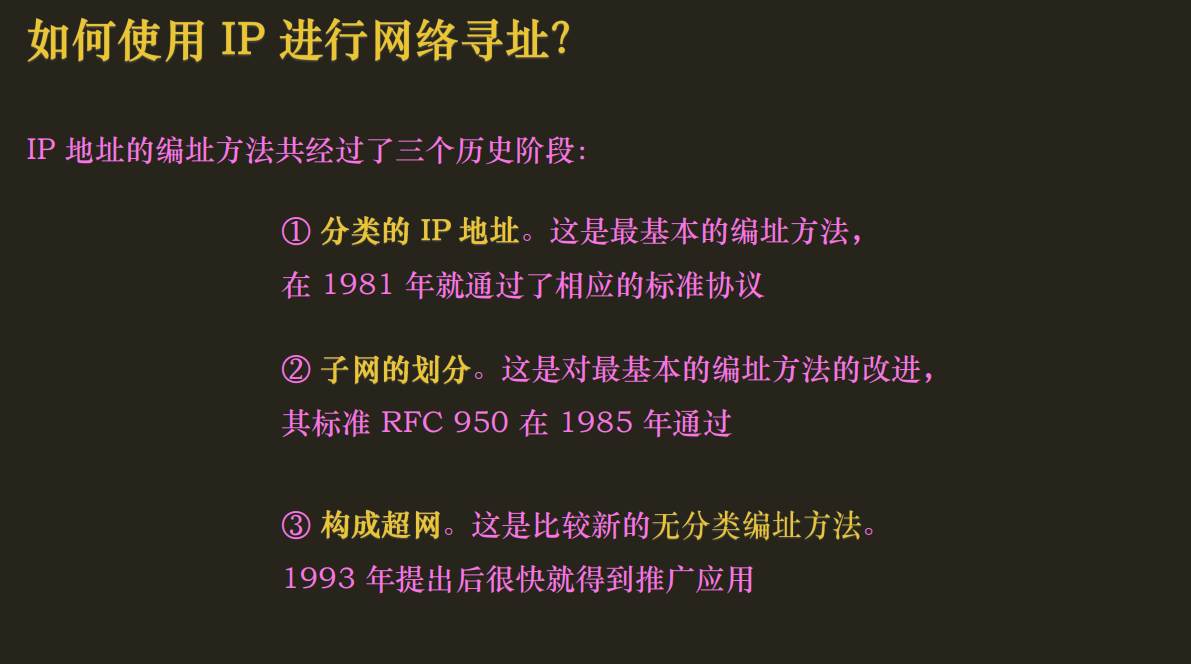 如何使用 IP 进行网络寻址？
IP 地址的编址方法共经过了三个历史阶段：
① 分类的 IP 地址。这是最基本的编址方法，
在 1981 年就通过了相应的标准协议
② 子网的划分。这是对最基本的编址方法的改进，
其标准 RFC 950 在 1985 年通过
③ 构成超网。这是比较新的无分类编址方法。
1993 年提出后很快就得到推广应用